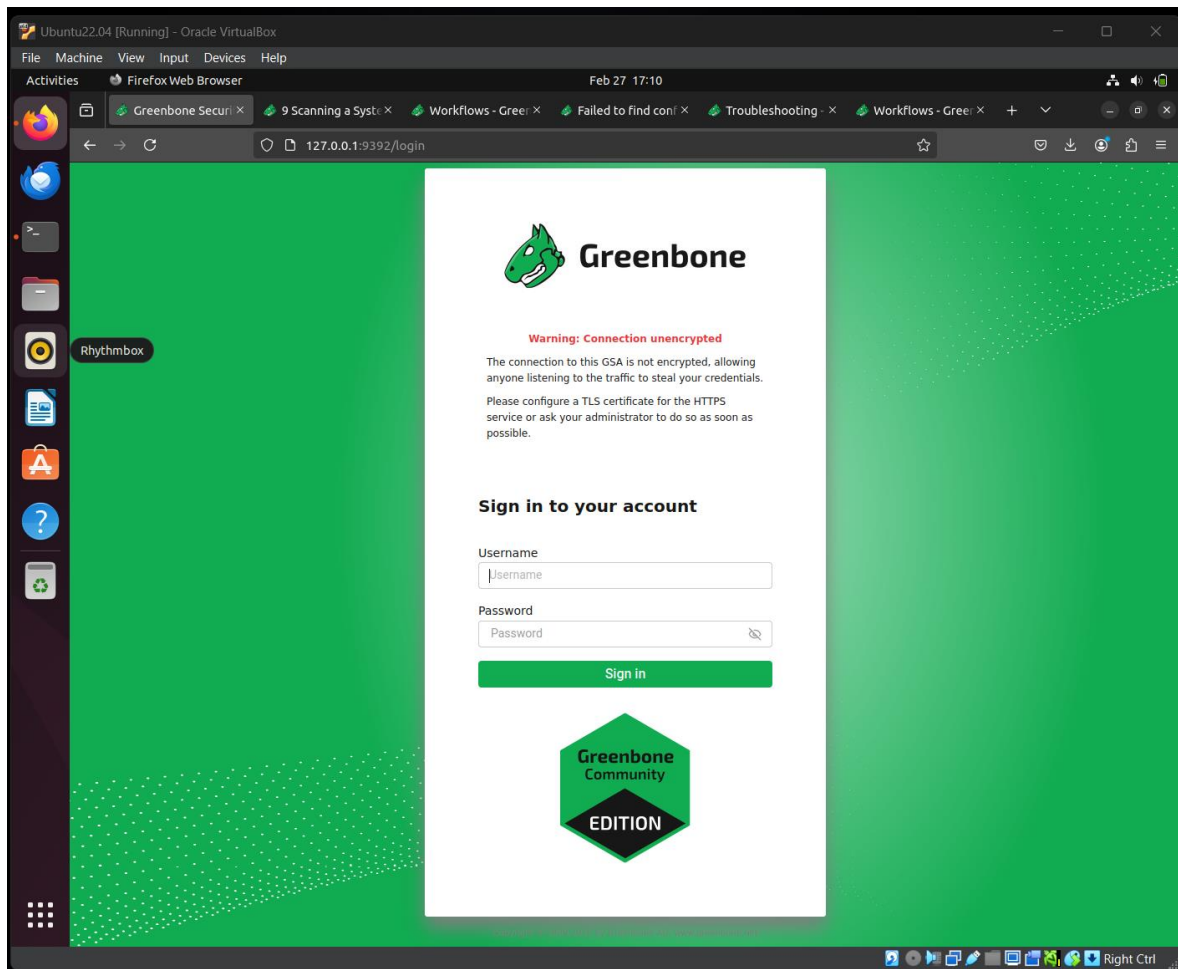 Ubuntu22.04 [Running] - Oracle VirtualBox
File Machine View Input Devices Help
Activities Firefox Web Browser Feb 27 17:10
Greenbone Securi 9 Scanning a Syste Workflows - Greer Failed to find conf Troubleshooting - Workflows - Greer
127.0.0.1:9392/login
Greenbone
Warning: Connection unencrypted
Rhythmbox
The connection to this GSA is not encrypted, allowing
anyone listening to the traffic to steal your credentials.
Please configure a TLS certificate for the HTTPS
service or ask your administrator to do so as soon as
possible.
Sign in to your account
Username
Username
Password
Password
Sign in
Greenbone
Community
EDITION
Right Ctrl